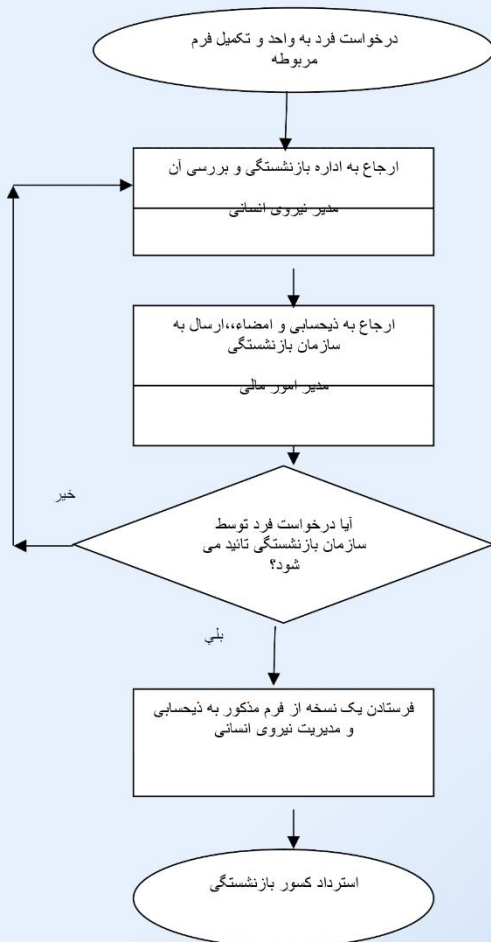 درخواست فرد به واحد و تکمیل فرم
مربوطه
ارجاع به اداره بازنشستگی و بررسی آن
مدیر نیروی انسانی
ارجاع به ذیحسابی و امضاء،،ارسال به
سازمان بازنشستگی
مدیر امور مالی
خیر
آیا درخواست فرد توسط
سازمان بازنشستگی تائید می
شود؟
بلي
فرستادن یک نسخه از فرم مذکور به ذیحسابی
و مدیریت نیروی انسانی
استرداد کسور بازنشستگی